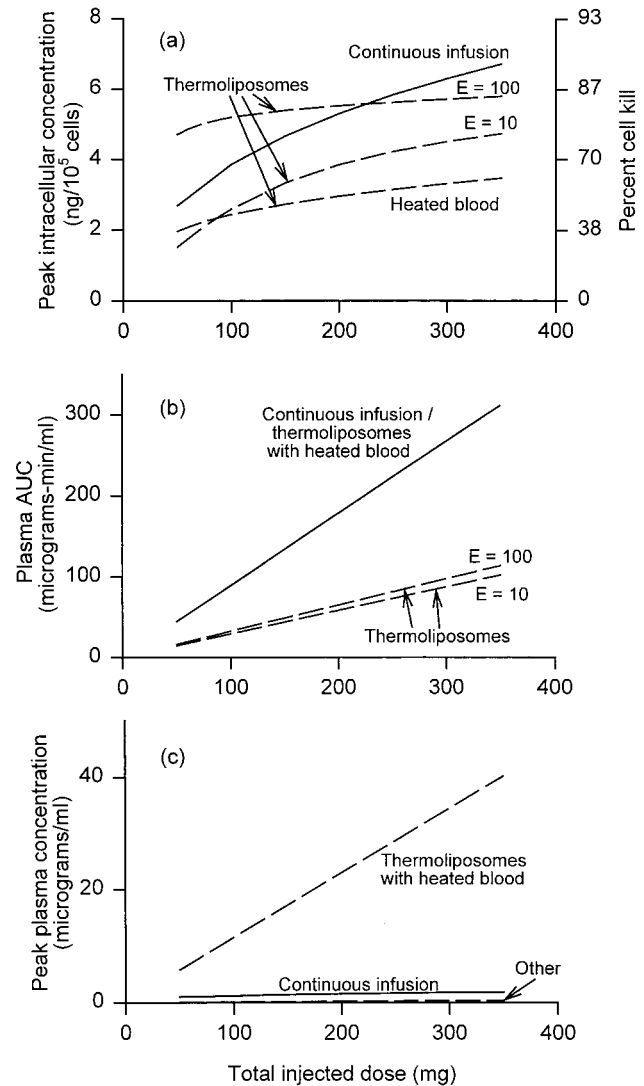 (a)
Peak intracellular concentration
(ng/10⁵ cells)
8
6
4
2
0
Continuous infusion
Thermoliposomes
E = 100
E = 10
Heated blood
93
87
70
38
0
Percent cell kill
0
100
200
300
400
(b)
Plasma AUC
(micrograms-min/ml)
300
200
100
0
Continuous infusion /
thermoliposomes
with heated blood
E = 100
E = 10
Thermoliposomes
0
100
200
300
400
(c)
Peak plasma concentration
(micrograms/ml)
40
20
0
Thermoliposomes
with heated blood
Other
Continuous infusion
0
100
200
300
400
Total injected dose (mg)